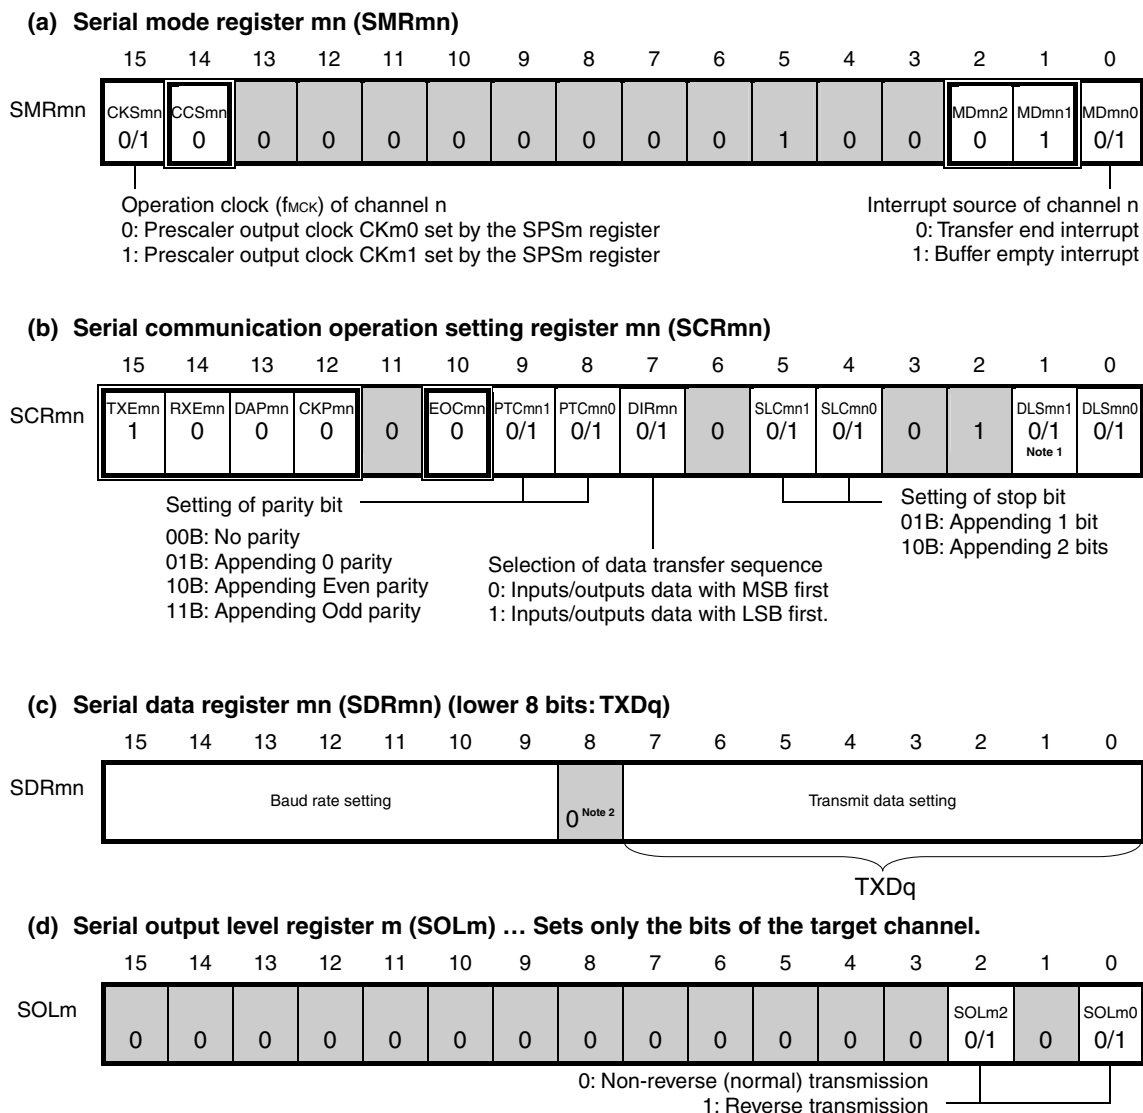 (a) Serial mode register mn (SMRmn)
15 14 13 12 11 10 9 8 7 6 5 4 3 2 1 0
SMRmn
CKSmn CCSmn MDmn2 MDmn1 MDmn0
0/1 0 0 0 0 0 0 0 0 0 1 0 0 0 1 0/1
Operation clock (fMCK) of channel n
0: Prescaler output clock CKm0 set by the SPSm register
1: Prescaler output clock CKm1 set by the SPSm register
Interrupt source of channel n
0: Transfer end interrupt
1: Buffer empty interrupt
(b) Serial communication operation setting register mn (SCRmn)
15 14 13 12 11 10 9 8 7 6 5 4 3 2 1 0
SCRmn
TXEmn RXEmn DAPmn CKPmn EOCmn PTCmn1 PTCmn0 DIRmn SLCmn1 SLCmn0 DLSmn1 DLSmn0
1 0 0 0 0 0 0/1 0/1 0/1 0 0/1 0/1 0 1 0/1 0/1
Note 1
Setting of parity bit
00B: No parity
01B: Appending 0 parity
10B: Appending Even parity
11B: Appending Odd parity
Selection of data transfer sequence
0: Inputs/outputs data with MSB first
1: Inputs/outputs data with LSB first.
Setting of stop bit
01B: Appending 1 bit
10B: Appending 2 bits
(c) Serial data register mn (SDRmn) (lower 8 bits: TXDq)
15 14 13 12 11 10 9 8 7 6 5 4 3 2 1 0
SDRmn
Baud rate setting
0 Note 2
Transmit data setting
TXDq
(d) Serial output level register m (SOLm) … Sets only the bits of the target channel.
15 14 13 12 11 10 9 8 7 6 5 4 3 2 1 0
SOLm
SOLm2 SOLm0
0 0 0 0 0 0 0 0 0 0 0 0 0 0/1 0 0/1
0: Non-reverse (normal) transmission
1: Reverse transmission